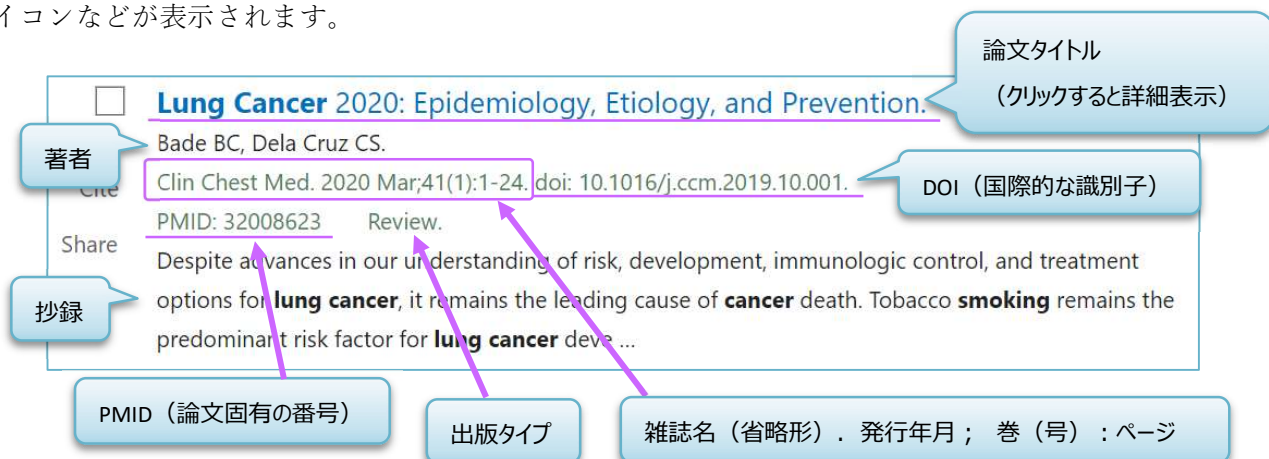 イコンなどが表示されます。
論文タイトル
(クリックすると詳細表示)
Lung Cancer 2020: Epidemiology, Etiology, and Prevention.
著者
Bade BC, Dela Cruz CS.
Cite
Clin Chest Med. 2020 Mar;41(1):1-24. doi: 10.1016/j.ccm.2019.10.001.
DOI(国際的な識別子)
PMID: 32008623 Review.
Share
Despite advances in our understanding of risk, development, immunologic control, and treatment
抄録
options for lung cancer, it remains the leading cause of cancer death. Tobacco smoking remains the
predominant risk factor for lung cancer deve ...
PMID(論文固有の番号)
出版タイプ
雑誌名(省略形). 発行年月; 巻(号):ページ